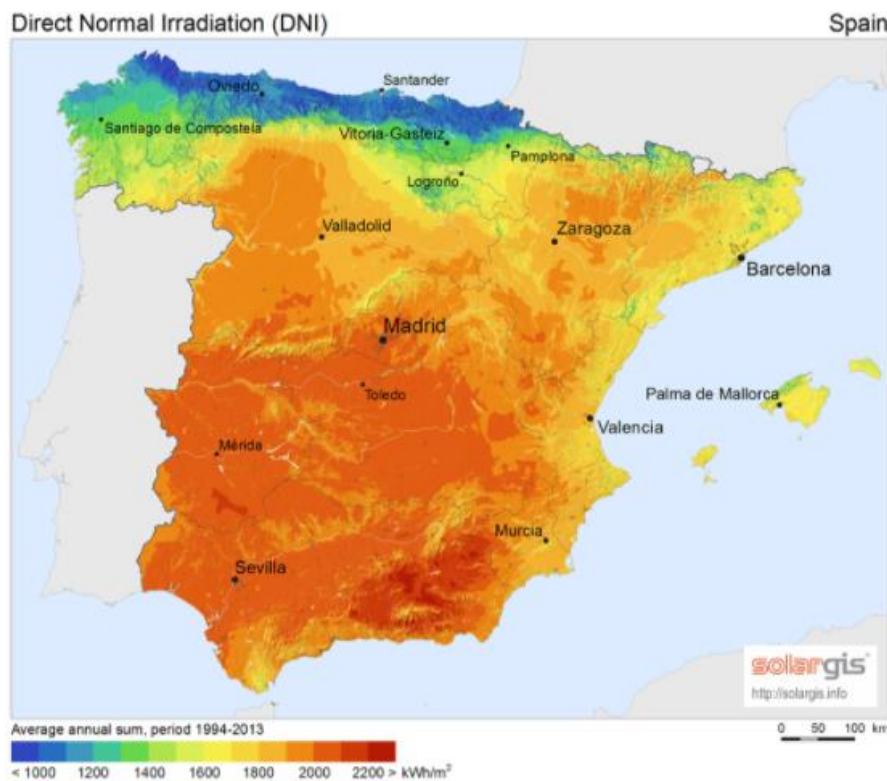 Direct Normal Irradiation (DNI)
Spain
Santander
Oviedo
Santiago de Compostela
Vitoria-Gasteiz
Pamplona
Logroño
Valladolid
Zaragoza
Barcelona
Madrid
Toledo
Palma de Mallorca
Valencia
Mérida
Murcia
Sevilla
solargis
http://solargis.info
Average annual sum, period 1994-2013
0 50 100 km
< 1000 1200 1400 1600 1800 2000 2200 > kWh/m²